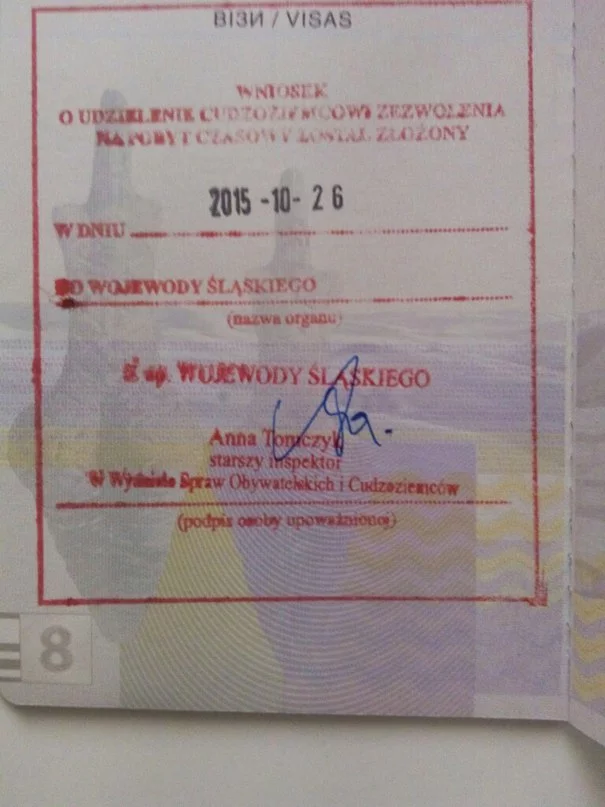 ВІЗИ / VISAS
WNIOSEK
O UDZIELENIE CUDZOZIEMCOWI ZEZWOLENIA
NA POBYT CZASOWY ZOSTAŁ ZŁOŻONY
2015 -10- 26
W DNIU
DO WOJEWODY ŚLĄSKIEGO
(nazwa organu)
Z up. WOJEWODY ŚLĄSKIEGO
Anna Tomczyk
starszy inspektor
W Wydziale Spraw Obywatelskich i Cudzoziemców
(podpis osoby upoważnionej)
8